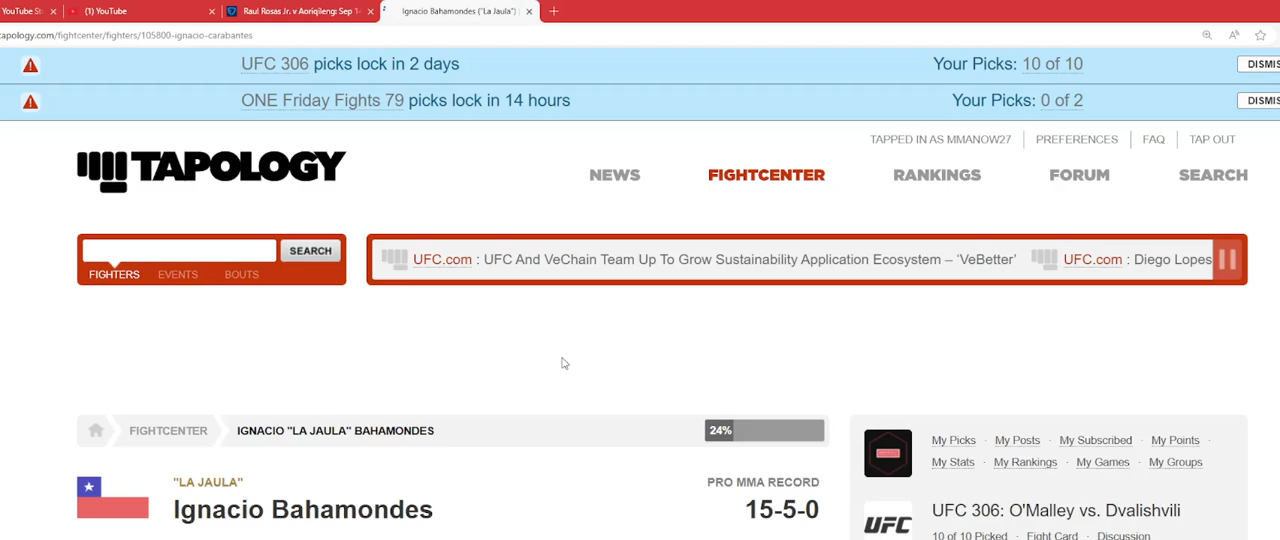 YouTube St
(1) YouTube
Raul Rosas Jr. v Aoriqileng: Sep 1
Ignacio Bahamondes ("La Jaula")
tapology.com/fightcenter/fighters/105800-ignacio-carabantes
UFC 306 picks lock in 2 days
Your Picks: 10 of 10
DISMIS
ONE Friday Fights 79 picks lock in 14 hours
Your Picks: 0 of 2
DISMIS
TAPPED IN AS MMANOW27
PREFERENCES
FAQ
TAP OUT
TAPOLOGY
NEWS
FIGHTCENTER
RANKINGS
FORUM
SEARCH
SEARCH
FIGHTERS
EVENTS
BOUTS
UFC.com : UFC And VeChain Team Up To Grow Sustainability Application Ecosystem – ‘VeBetter’
UFC.com : Diego Lopes
FIGHTCENTER
IGNACIO "LA JAULA" BAHAMONDES
24%
"LA JAULA"
Ignacio Bahamondes
PRO MMA RECORD
15-5-0
My Picks · My Posts · My Subscribed · My Points ·
My Stats · My Rankings · My Games · My Groups
UFC
UFC 306: O'Malley vs. Dvalishvili
10 of 10 Picked · Fight Card · Discussion